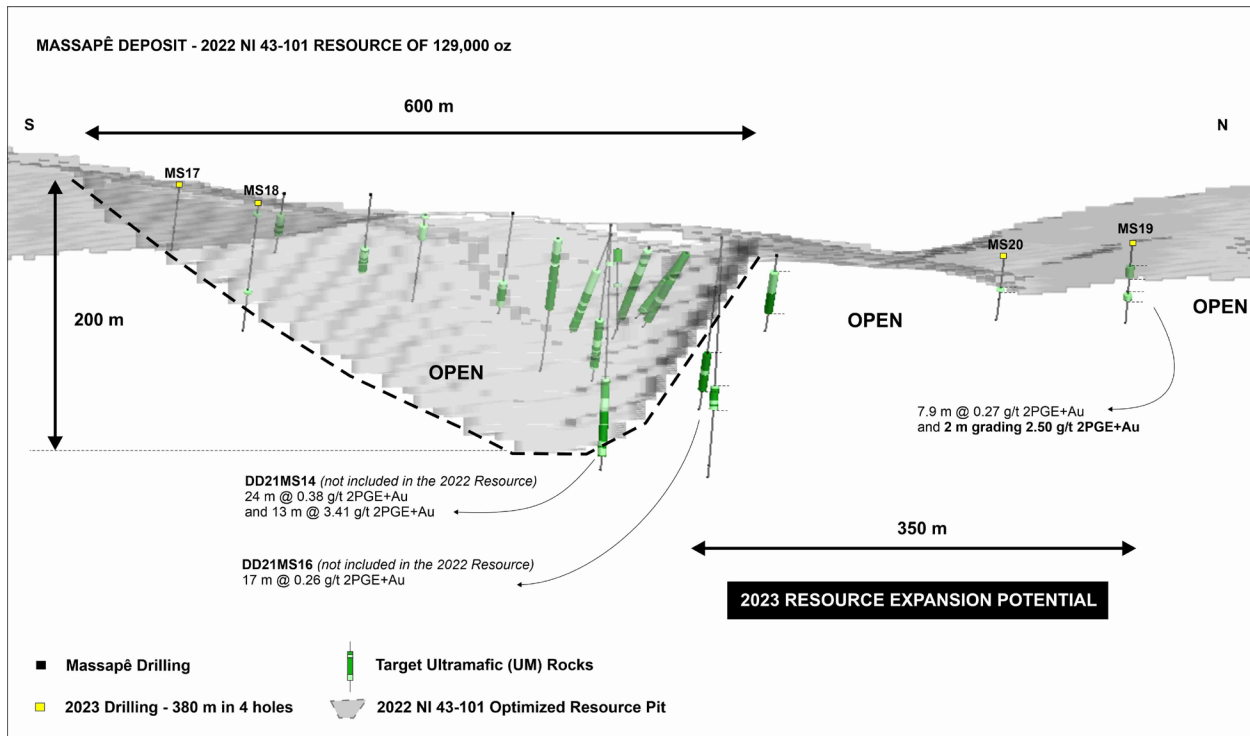 MASSAPÊ DEPOSIT - 2022 NI 43-101 RESOURCE OF 129,000 oz
600 m
S
N
MS17
MS18
MS19
MS20
200 m
OPEN
OPEN
OPEN
7.9 m @ 0.27 g/t 2PGE+Au
and 2 m grading 2.50 g/t 2PGE+Au
DD21MS14 (not included in the 2022 Resource)
24 m @ 0.38 g/t 2PGE+Au
and 13 m @ 3.41 g/t 2PGE+Au
350 m
DD21MS16 (not included in the 2022 Resource)
17 m @ 0.26 g/t 2PGE+Au
2023 RESOURCE EXPANSION POTENTIAL
Massapê Drilling
Target Ultramafic (UM) Rocks
2023 Drilling - 380 m in 4 holes
2022 NI 43-101 Optimized Resource Pit